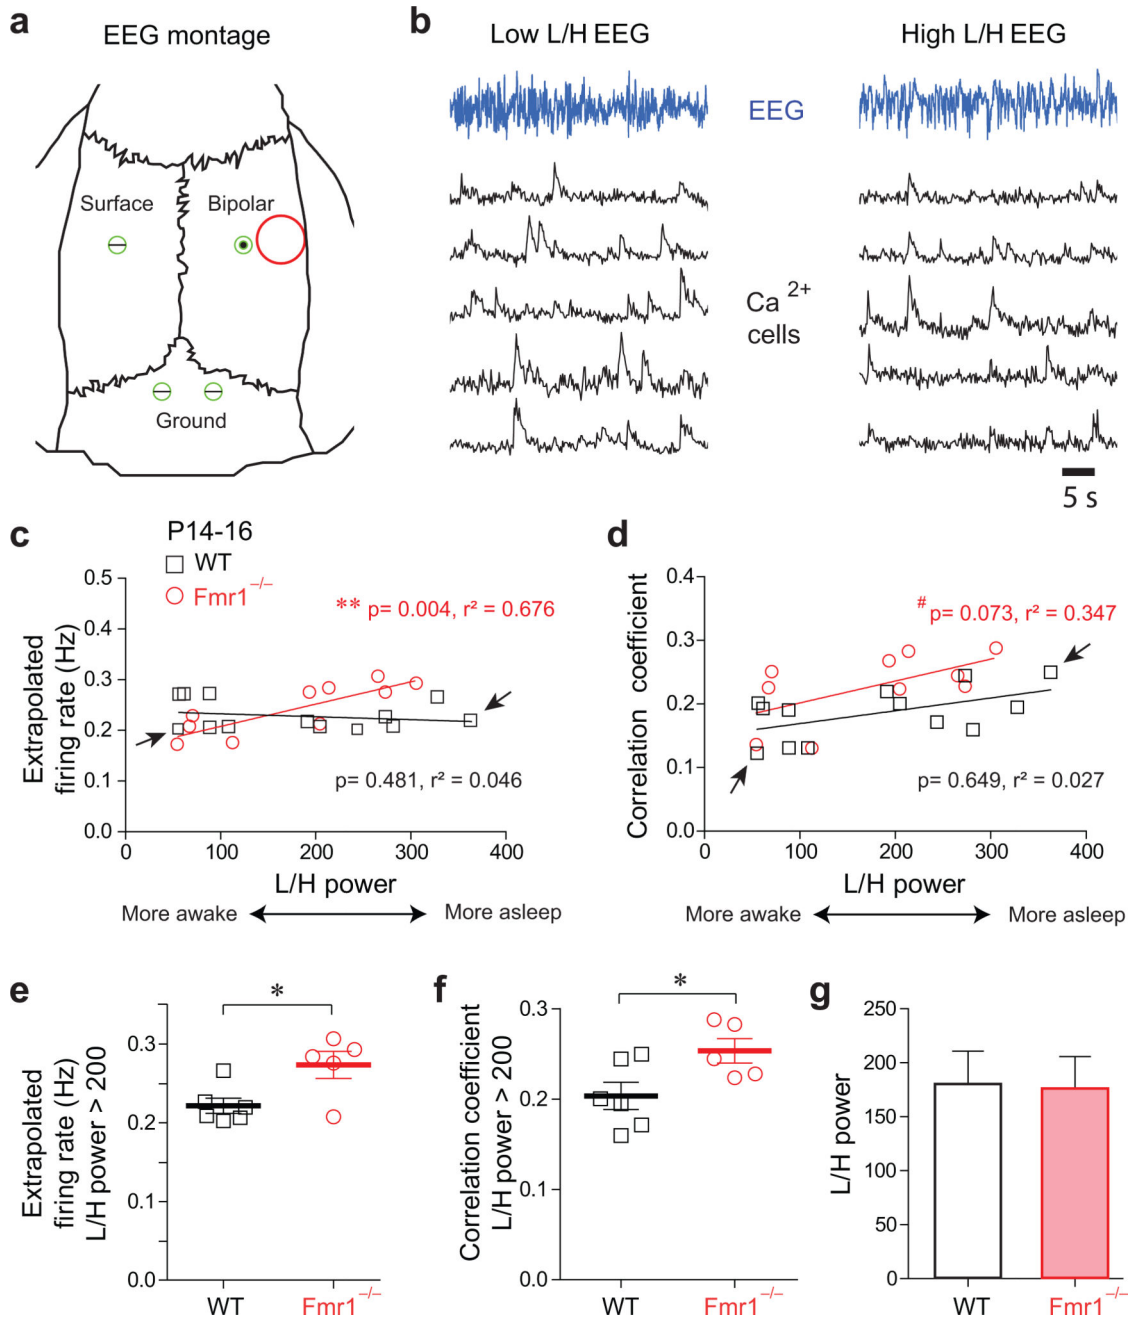 a
EEG montage
Surface
Bipolar
Ground
b
Low L/H EEG
High L/H EEG
EEG
Ca 2+
cells
5 s
c
P14-16
WT
Fmr1−/−
Extrapolated
firing rate (Hz)
0.5
0.4
0.3
0.2
0.1
0.0
** p= 0.004, r² = 0.676
p= 0.481, r² = 0.046
0
100
200
300
400
L/H power
More awake
More asleep
d
Correlation coefficient
0.4
0.3
0.2
0.1
0.0
# p= 0.073, r² = 0.347
p= 0.649, r² = 0.027
0
100
200
300
400
L/H power
More awake
More asleep
e
Extrapolated
firing rate (Hz)
L/H power > 200
0.3
0.2
0.1
0.0
*
WT
Fmr1−/−
f
Correlation coefficient
L/H power > 200
0.3
0.2
0.1
0.0
*
WT
Fmr1−/−
g
L/H power
250
200
150
100
50
0
WT
Fmr1−/−